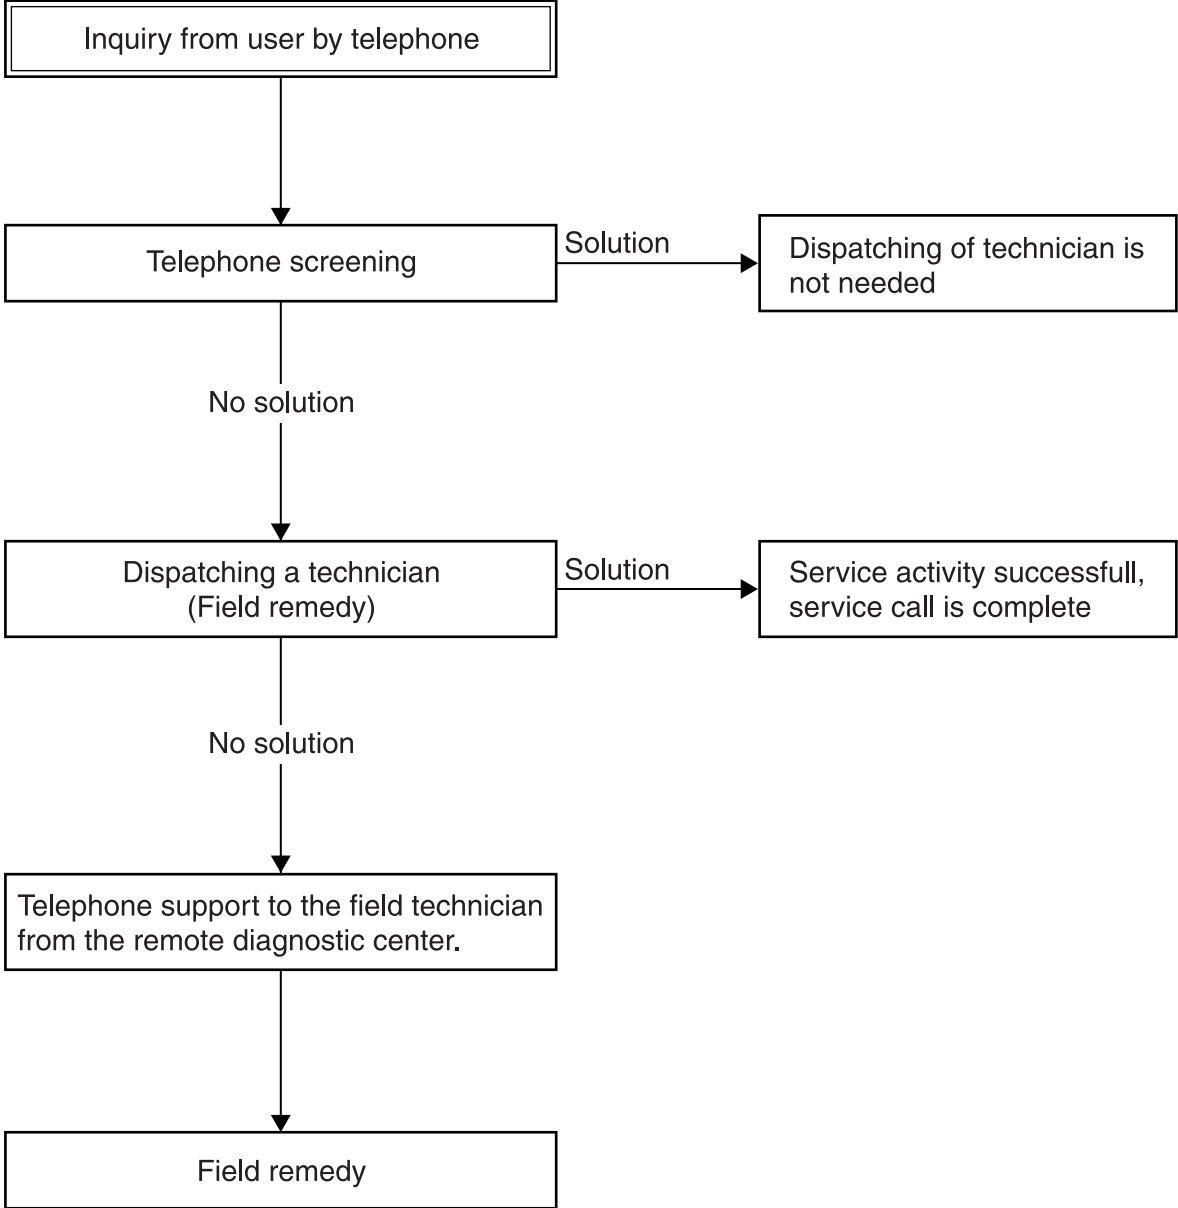 Inquiry from user by telephone
Telephone screening
Solution
Dispatching of technician is
not needed
No solution
Dispatching a technician
(Field remedy)
Solution
Service activity successfull,
service call is complete
No solution
Telephone support to the field technician
from the remote diagnostic center.
Field remedy